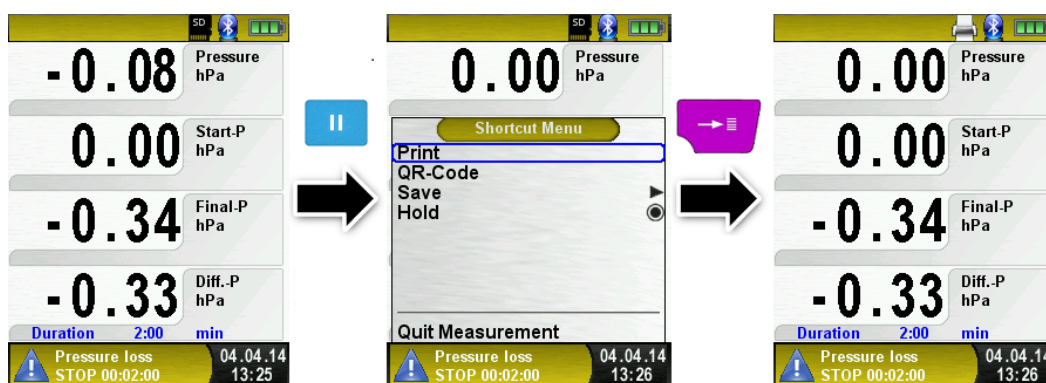 SD
- 0.08 Pressure
hPa
0.00 Start-P
hPa
- 0.34 Final-P
hPa
- 0.33 Diff.-P
hPa
Duration 2:00 min
Pressure loss 04.04.14
STOP 00:02:00 13:25
SD
0.00 Pressure
hPa
Shortcut Menu
Print
QR-Code
Save
Hold
Quit Measurement
Pressure loss 04.04.14
STOP 00:02:00 13:26
0.00 Pressure
hPa
0.00 Start-P
hPa
- 0.34 Final-P
hPa
- 0.33 Diff.-P
hPa
Duration 2:00 min
Pressure loss 04.04.14
STOP 00:02:00 13:26